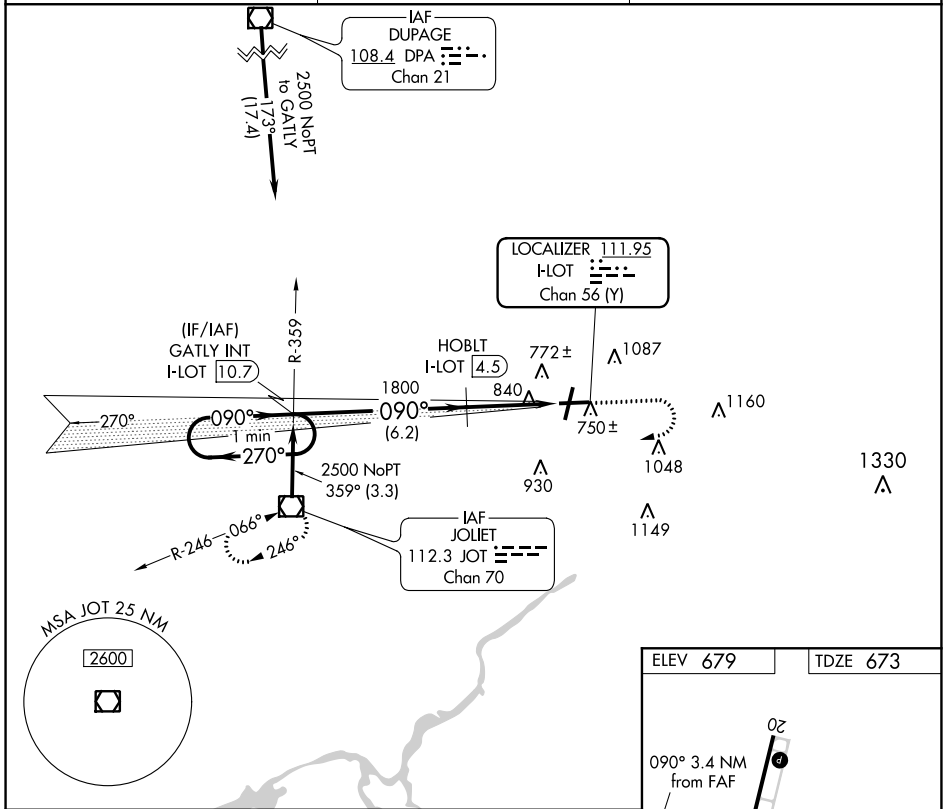 IAF
DUPAGE
108.4 DPA
Chan 21
2500 NoPT
to GATLY
173°
(17.4)
LOCALIZER 111.95
I-LOT
Chan 56 (Y)
R-359
(IF/IAF)
GATLY INT
I-LOT 10.7
HOBLT
I-LOT 4.5
772±
1087
1800
840
270°
090°
090°
1 min
(6.2)
270°
750±
1160
1048
2500 NoPT
359° (3.3)
930
1330
1149
IAF
JOLIET
112.3 JOT
Chan 70
R-246
066°
246°
MSA JOT 25 NM
2600
ELEV 679
TDZE 673
20
P
090° 3.4 NM
from FAF